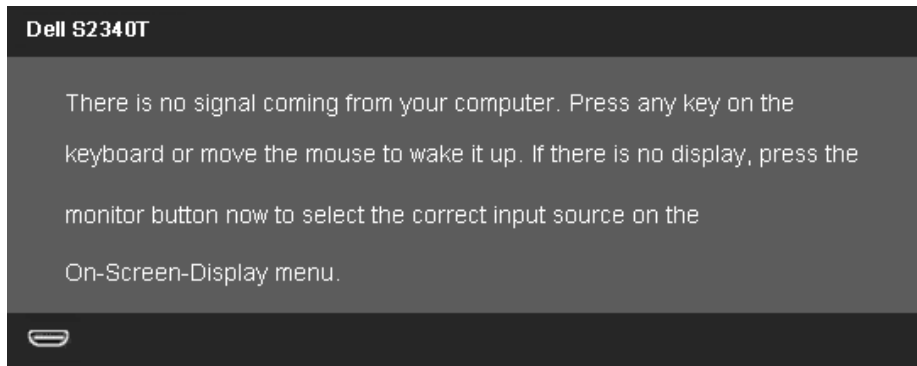 Dell S2340T
There is no signal coming from your computer. Press any key on the
keyboard or move the mouse to wake it up. If there is no display, press the
monitor button now to select the correct input source on the
On-Screen-Display menu.